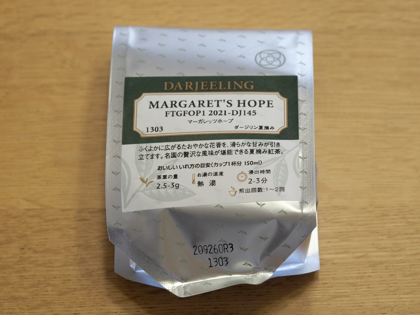 DARJEELING
MARGARET'S HOPE
FTGFOP1 2021-DJ145
マーガレッツホープ
1303 ダージリン夏摘み
ふくよかに広がるたおやかな花香を、滑らかな甘みが引き
立てます。名園の贅沢な風味が堪能できる夏摘み紅茶。
おいしいいれ方の目安(カップ1杯分 150ml)
茶葉の量 お湯の温度 湧出時間
2.5-3g 熱湯 2-3分
煎出回数:1〜2回
209260R3
1303